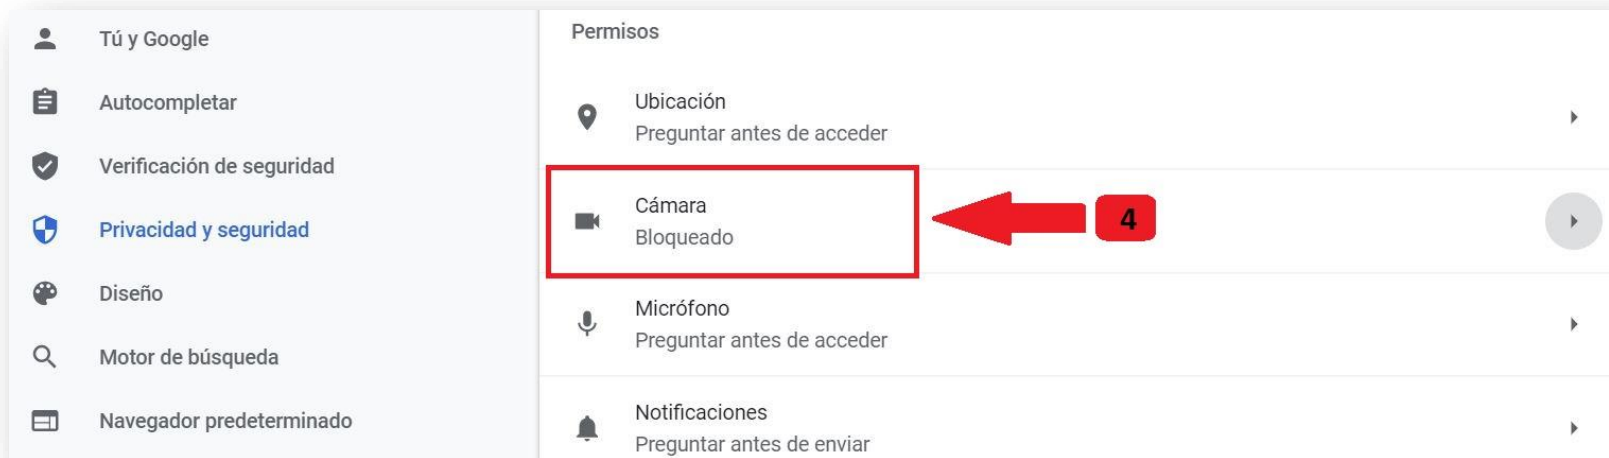 Tú y Google
Autocompletar
Verificación de seguridad
Privacidad y seguridad
Diseño
Motor de búsqueda
Navegador predeterminado
Permisos
Ubicación
Preguntar antes de acceder
Cámara
Bloqueado
4
Micrófono
Preguntar antes de acceder
Notificaciones
Preguntar antes de enviar